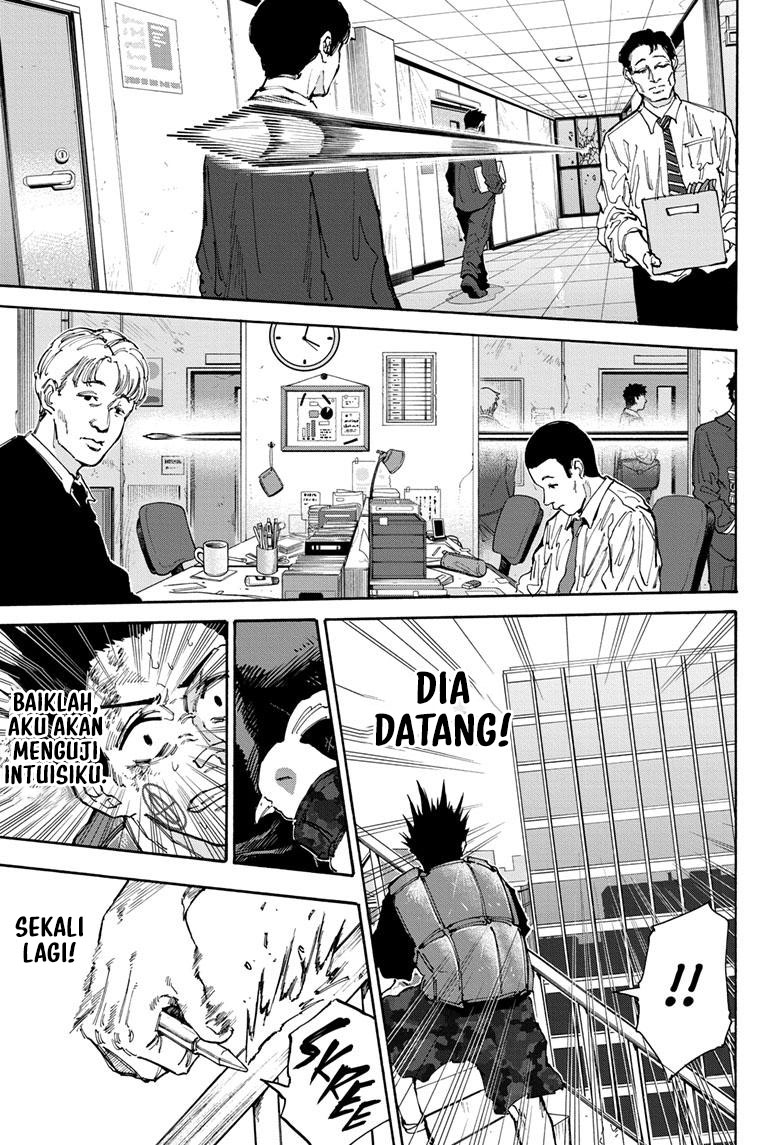 DIA
DATANG!
!!
BAIKLAH,
AKU AKAN
MENGUJI
INTUISIKU.
SEKALI
LAGI!
SKREE